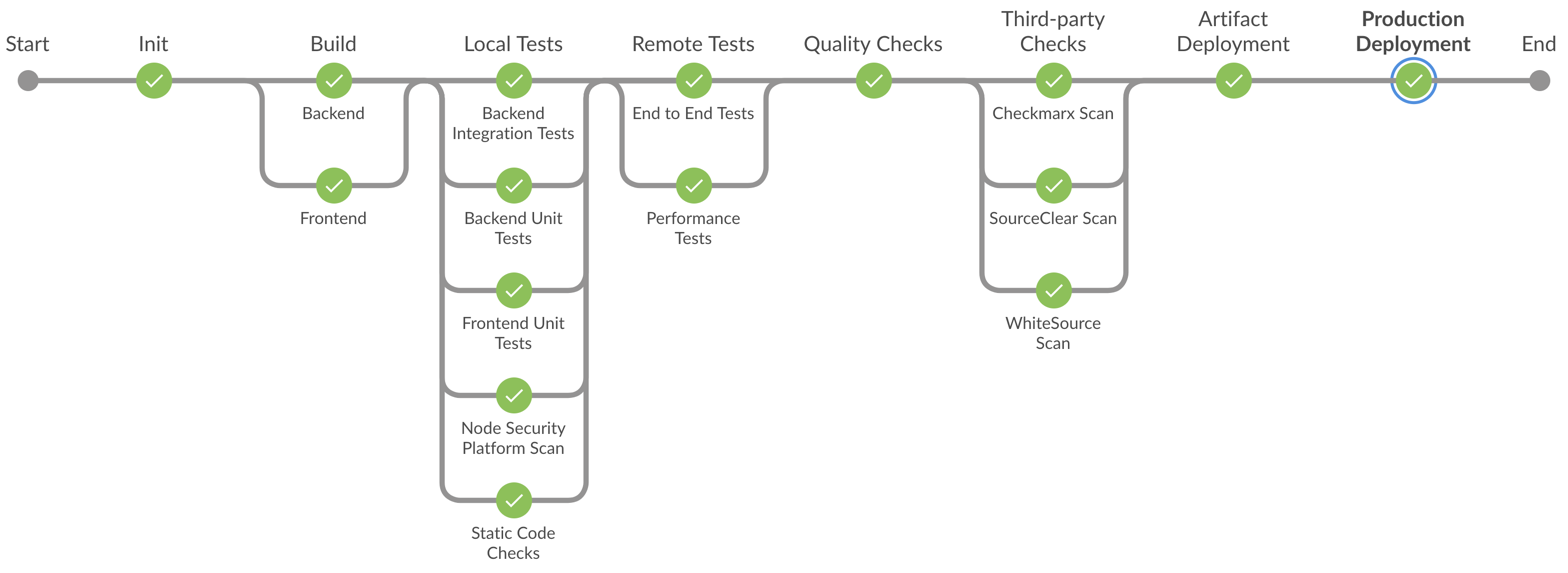 Start
Init
Build
Local Tests
Remote Tests
Quality Checks
Third-party
Checks
Artifact
Deployment
Production
Deployment
End
Backend
Frontend
Backend
Integration Tests
Backend Unit
Tests
Frontend Unit
Tests
Node Security
Platform Scan
Static Code
Checks
End to End Tests
Performance
Tests
Checkmarx Scan
SourceClear Scan
WhiteSource
Scan